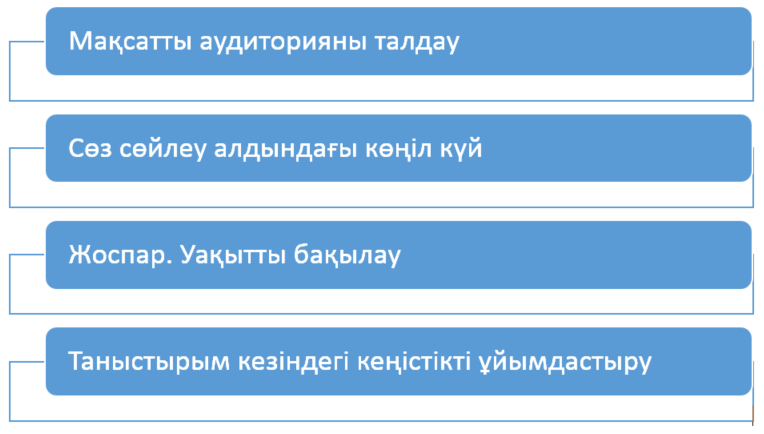 Мақсатты аудиторияны талдау
Сөз сөйлеу алдындағы көңіл күй
Жоспар. Уақытты бақылау
Таныстырым кезіндегі кеңістікті ұйымдастыру